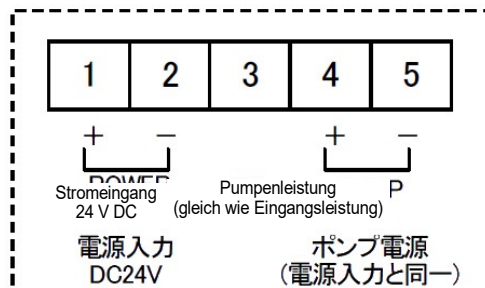 1 2 3 4 5
+ − + −
Stromeingang
24 V DC
Pumpenleistung
(gleich wie Eingangsleistung)
P
電源入力
DC24V
ポンプ電源
(電源入力と同一)